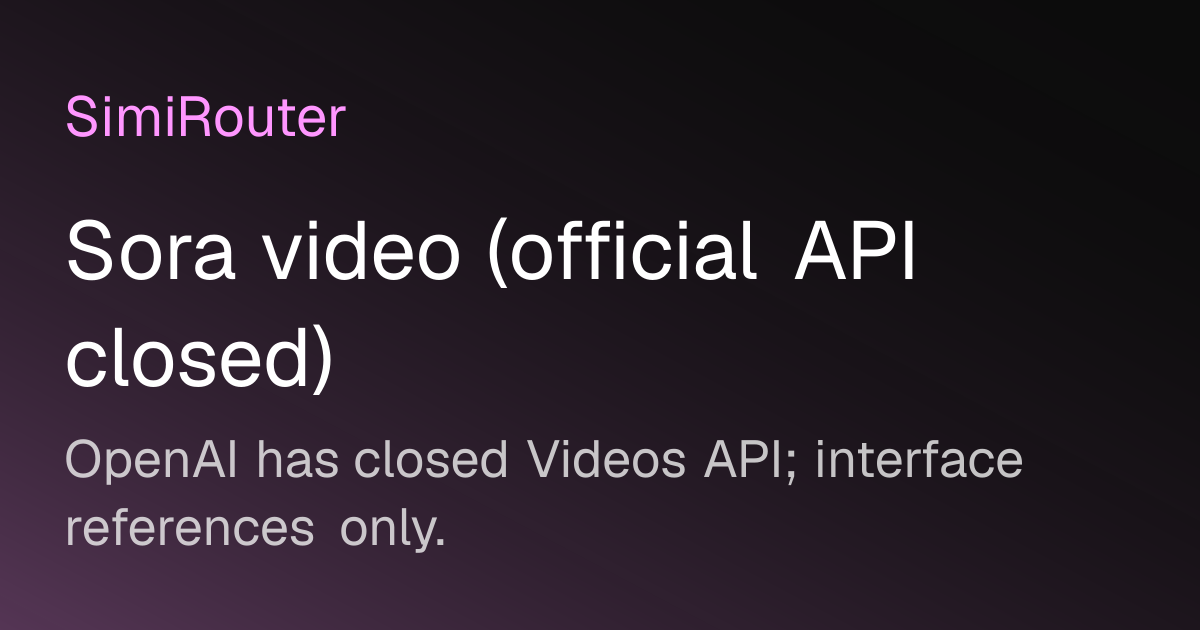 SimiRouter
Sora video (official API
closed)
OpenAI has closed Videos API; interface
references only.